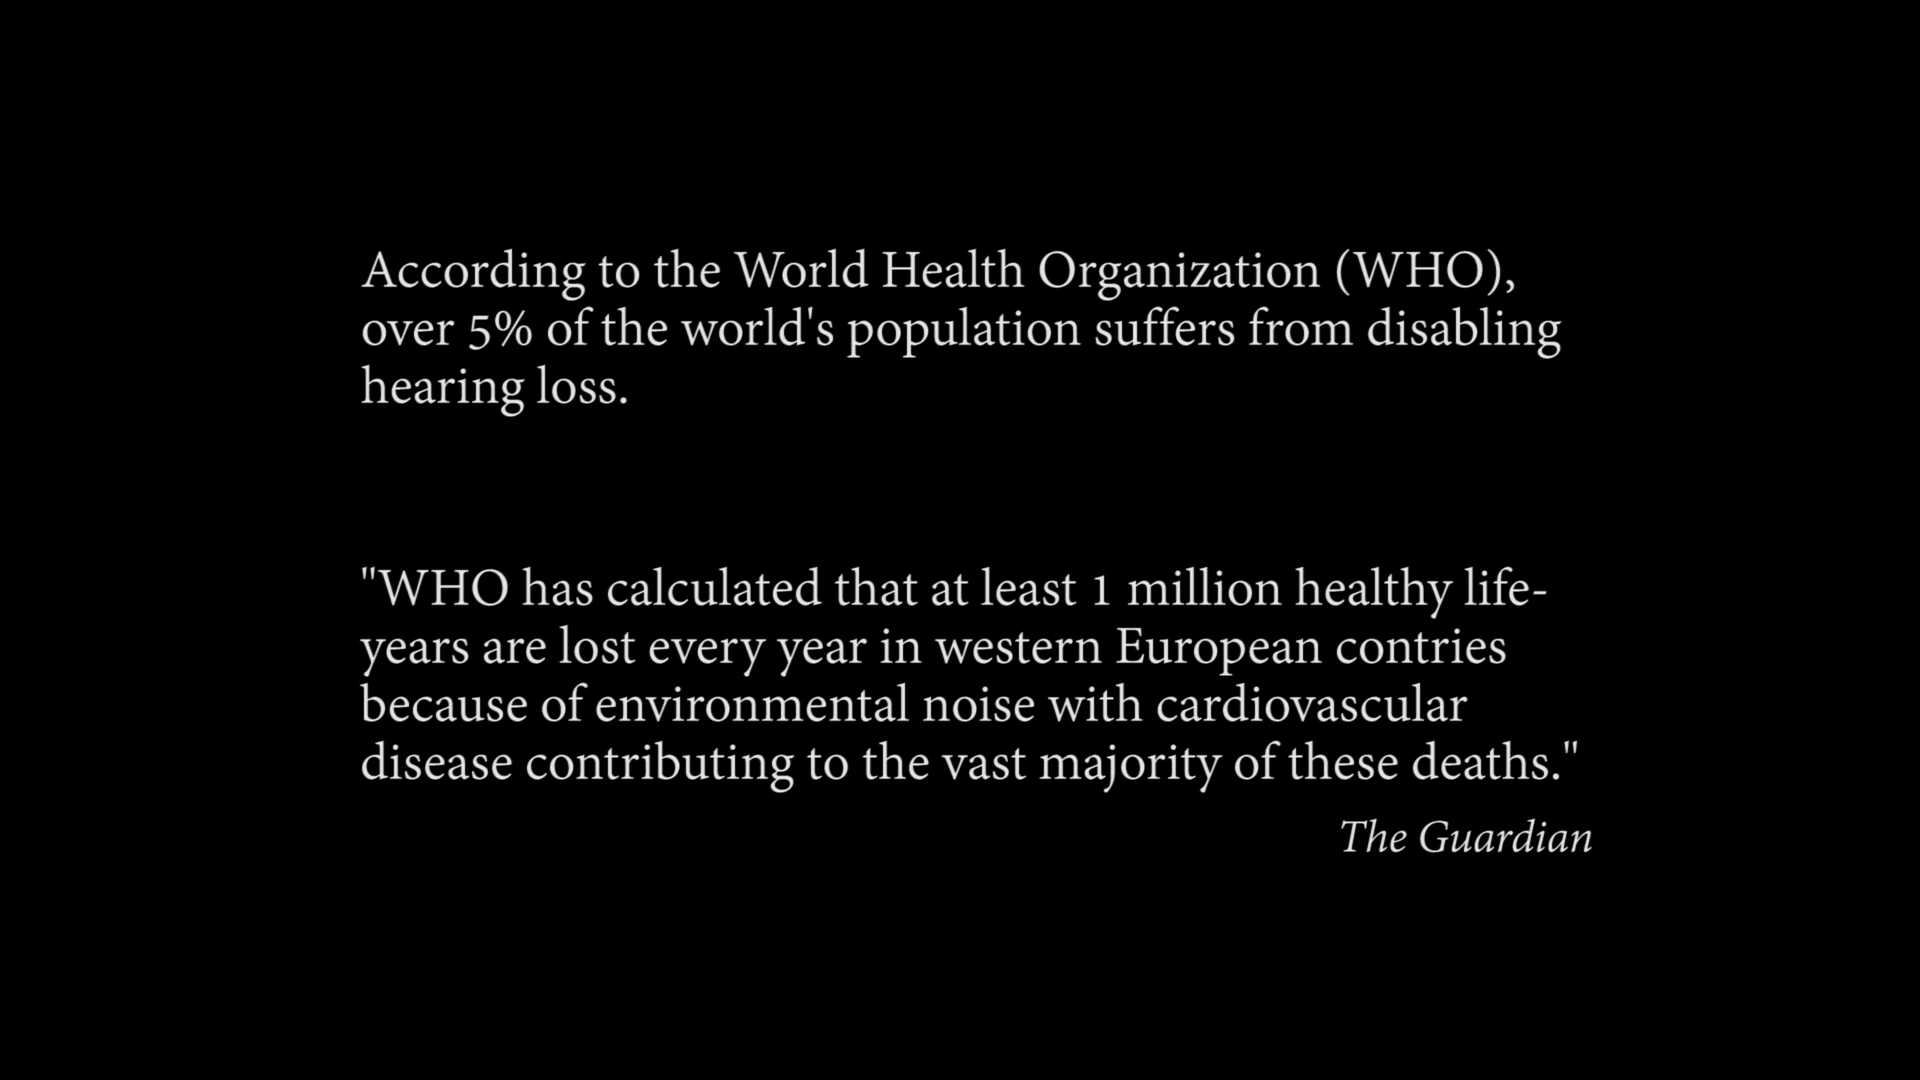 According to the World Health Organization (WHO),
over 5% of the world's population suffers from disabling
hearing loss.
"WHO has calculated that at least 1 million healthy life-
years are lost every year in western European contries
because of environmental noise with cardiovascular
disease contributing to the vast majority of these deaths."
The Guardian